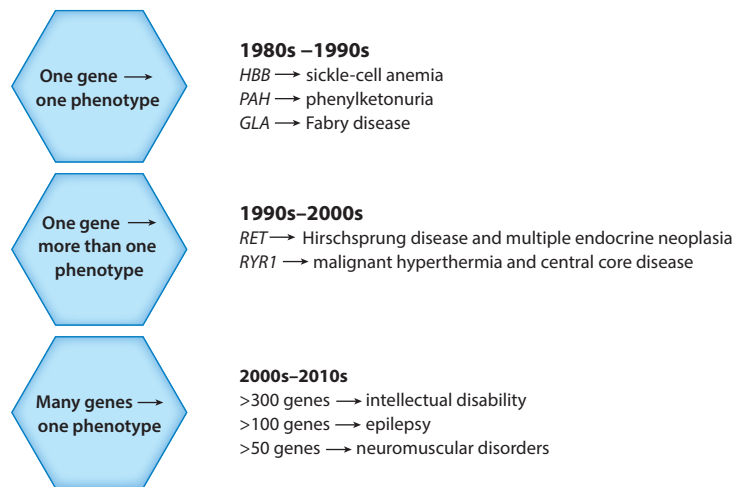 One gene →
one phenotype
1980s –1990s
HBB → sickle-cell anemia
PAH → phenylketonuria
GLA → Fabry disease
One gene →
more than one
phenotype
1990s–2000s
RET → Hirschsprung disease and multiple endocrine neoplasia
RYR1 → malignant hyperthermia and central core disease
Many genes →
one phenotype
2000s–2010s
>300 genes → intellectual disability
>100 genes → epilepsy
>50 genes → neuromuscular disorders